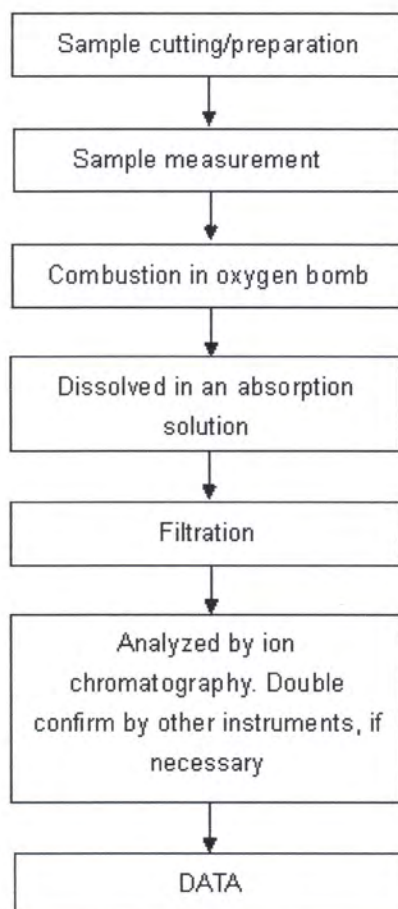 Sample cutting/preparation
Sample measurement
Combustion in oxygen bomb
Dissolved in an absorption
solution
Filtration
Analyzed by ion
chromatography. Double
confirm by other instruments, if
necessary
DATA